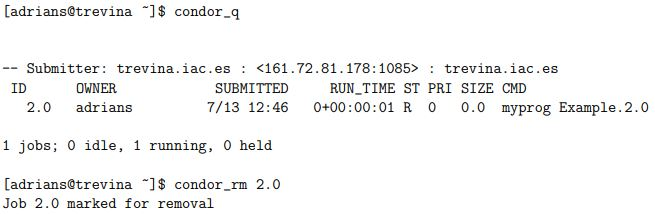 [adrians@trevina ~]$ condor_q
-- Submitter: trevina.iac.es : <161.72.81.178:1085> : trevina.iac.es
ID OWNER SUBMITTED RUN_TIME ST PRI SIZE CMD
2.0 adrians 7/13 12:46 0+00:00:01 R 0 0.0 myprog Example.2.0
1 jobs; 0 idle, 1 running, 0 held
[adrians@trevina ~]$ condor_rm 2.0
Job 2.0 marked for removal